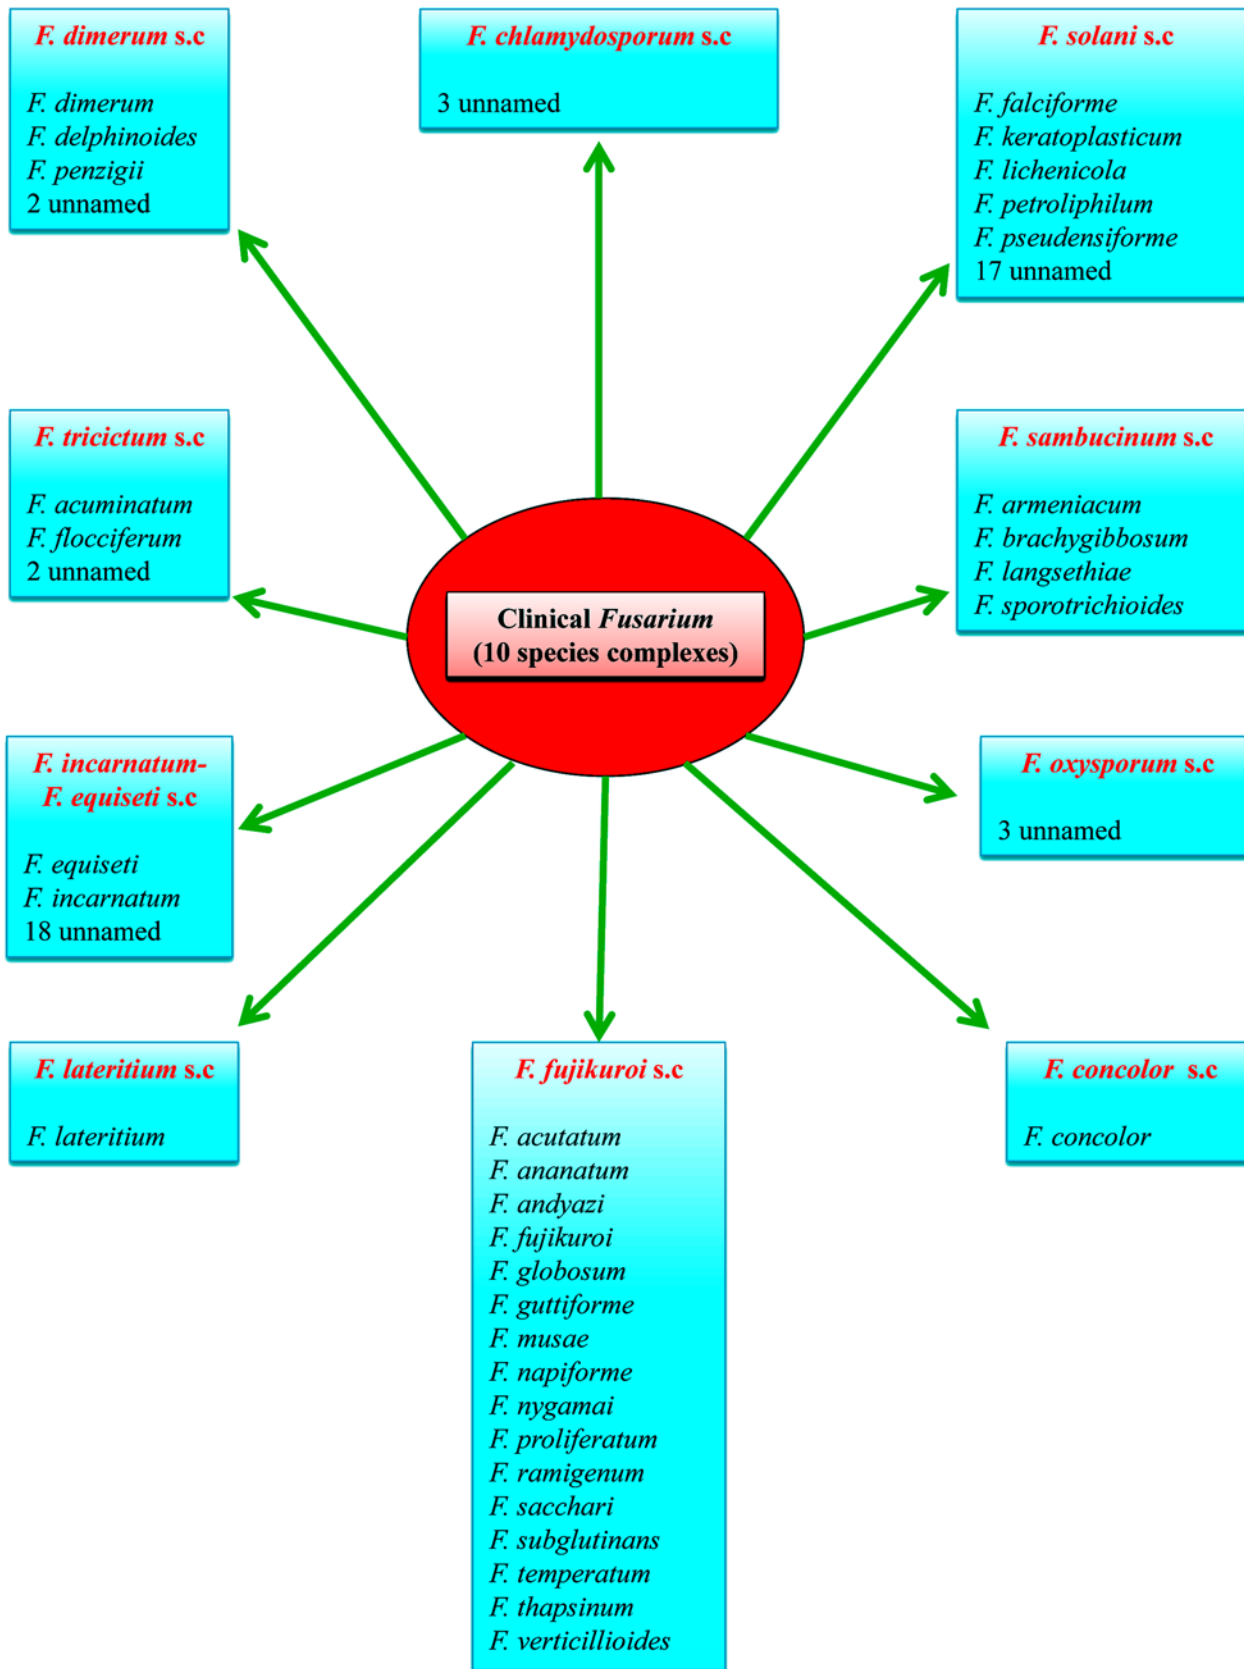 F. dimerum s.c
F. dimerum
F. delphinoides
F. penzigii
2 unnamed
F. chlamydosporum s.c
3 unnamed
F. solani s.c
F. falciforme
F. keratoplasticum
F. lichenicola
F. petroliphilum
F. pseudensiforme
17 unnamed
F. tricictum s.c
F. acuminatum
F. flocciferum
2 unnamed
F. sambucinum s.c
F. armeniacum
F. brachygibbosum
F. langsethiae
F. sporotrichioides
Clinical Fusarium
(10 species complexes)
F. incarnatum-
F. equiseti s.c
F. equiseti
F. incarnatum
18 unnamed
F. oxysporum s.c
3 unnamed
F. lateritium s.c
F. lateritium
F. fujikuroi s.c
F. acutatum
F. ananatum
F. andyazi
F. fujikuroi
F. globosum
F. guttiforme
F. musae
F. napiforme
F. nygamai
F. proliferatum
F. ramigenum
F. sacchari
F. subglutinans
F. temperatum
F. thapsinum
F. verticillioides
F. concolor s.c
F. concolor